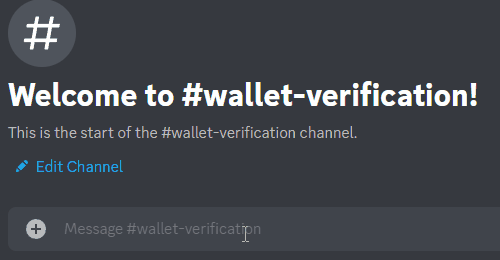 #
Welcome to #wallet-verification!
This is the start of the #wallet-verification channel.
Edit Channel
Message #wallet-verification